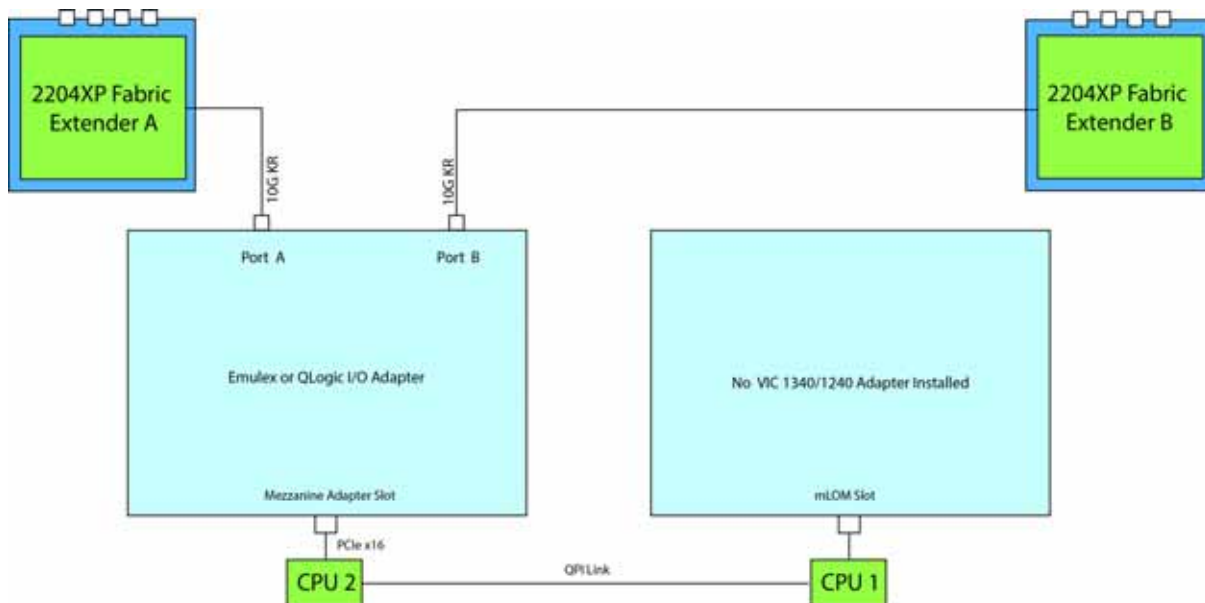 2204XP Fabric
Extender A
2204XP Fabric
Extender B
10G KR
10G KR
Port A
Port B
Emulex or QLogic I/O Adapter
No VIC 1340/1240 Adapter Installed
Mezzanine Adapter Slot
mLOM Slot
PCIe x16
QPI Link
CPU 2
CPU 1